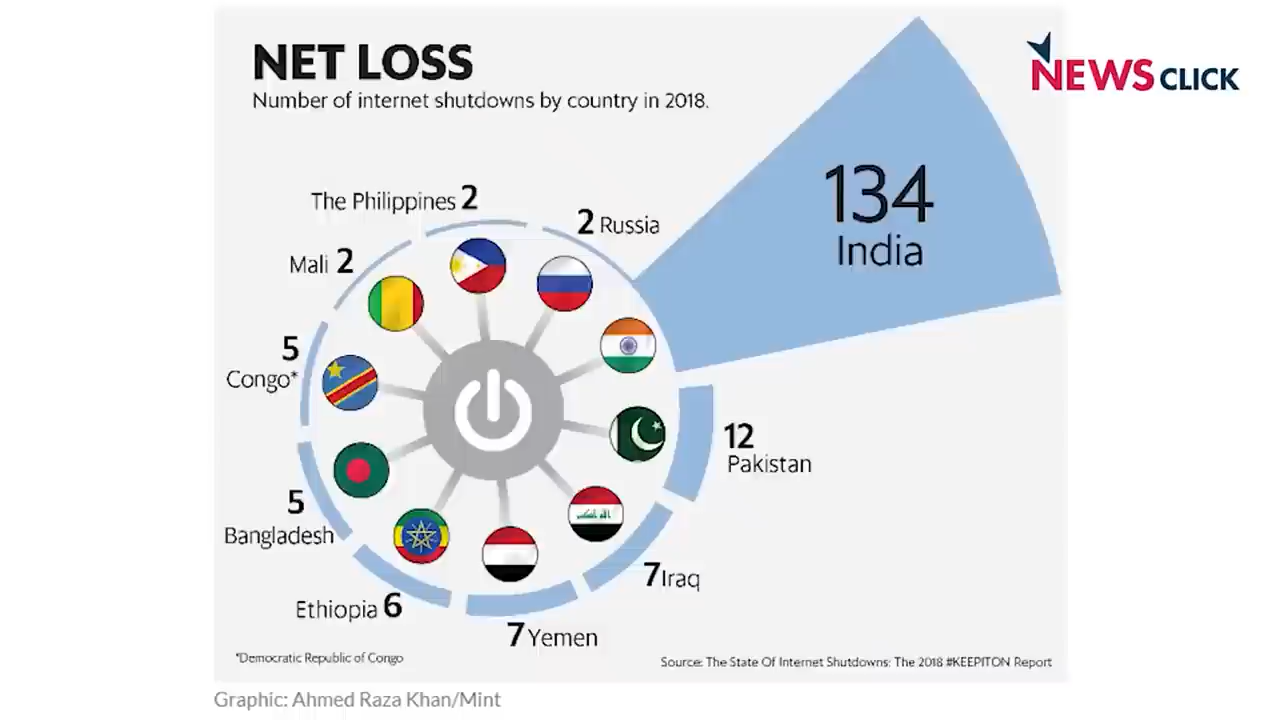 NET LOSS
Number of internet shutdowns by country in 2018.
NEWSCLICK
134
India
The Philippines 2
2 Russia
Mali 2
5
Congo*
12
Pakistan
5
Bangladesh
7 Iraq
Ethiopia 6
7 Yemen
*Democratic Republic of Congo
Source: The State Of Internet Shutdowns: The 2018 #KEEPITON Report
Graphic: Ahmed Raza Khan/Mint